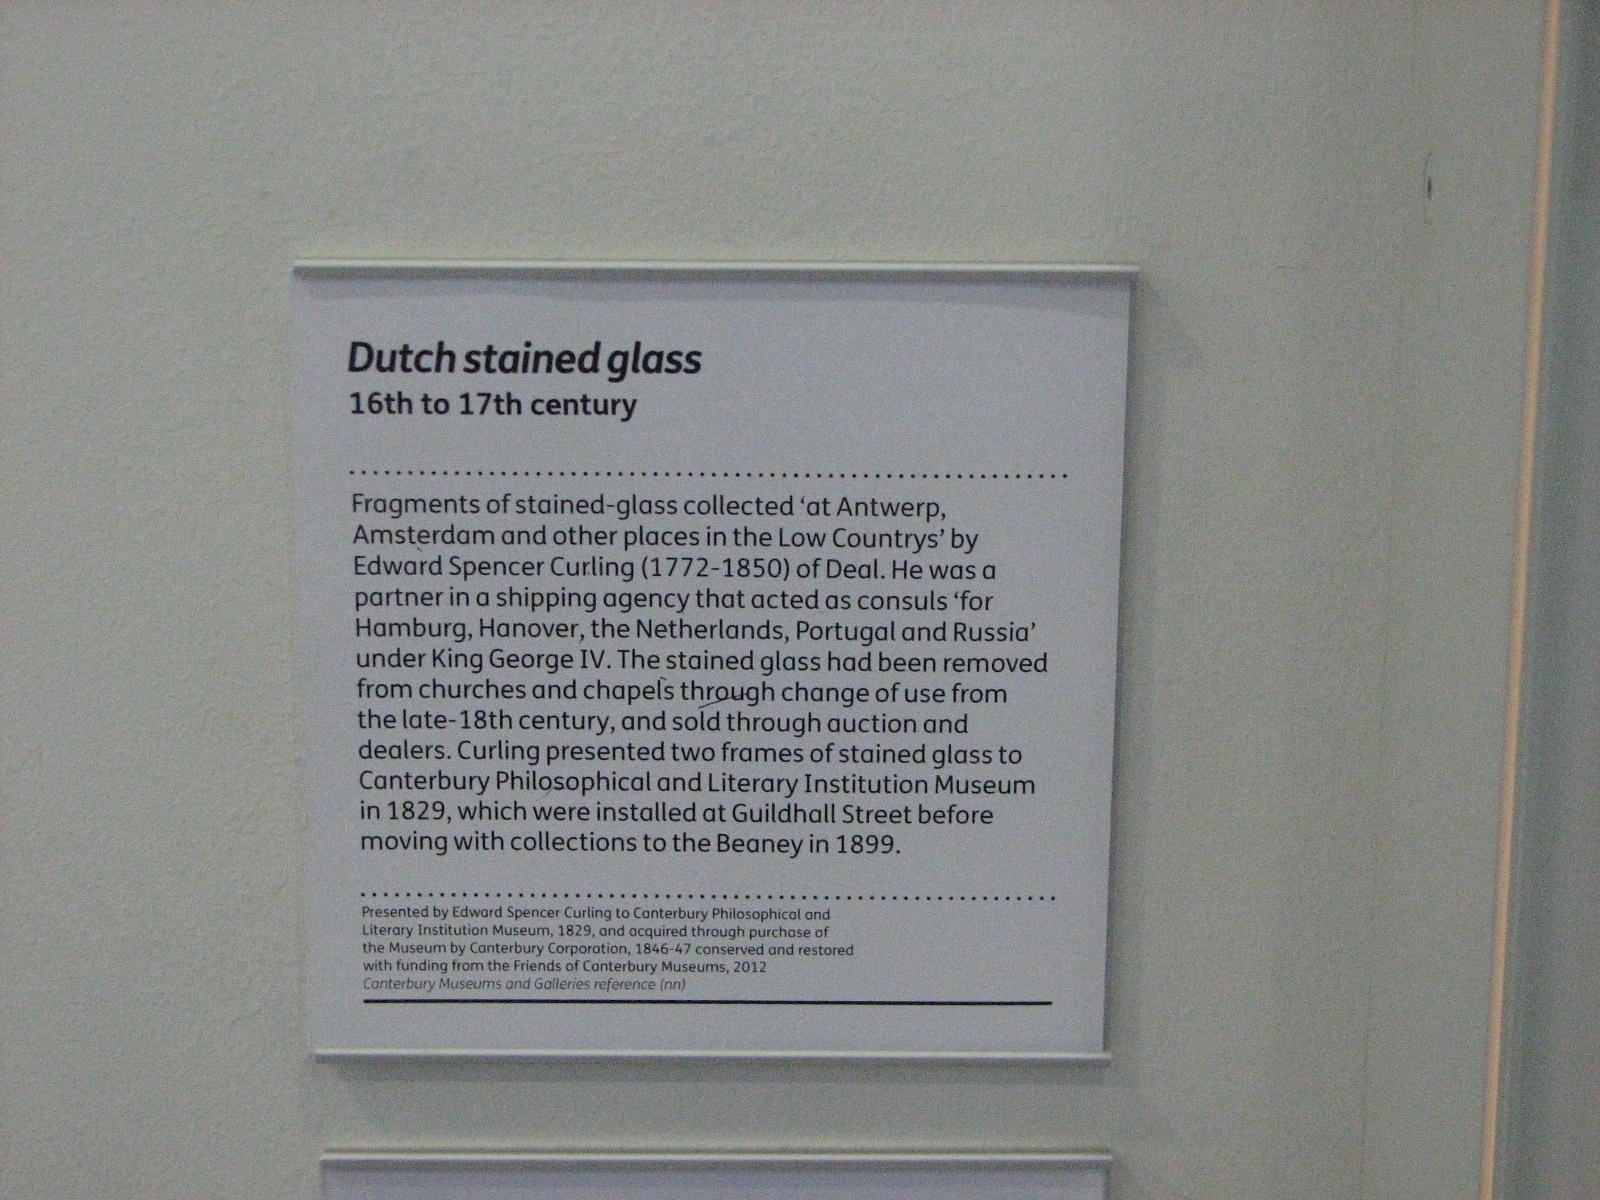 Dutch stained glass
16th to 17th century
Fragments of stained-glass collected ‘at Antwerp,
Amsterdam and other places in the Low Countrys’ by
Edward Spencer Curling (1772-1850) of Deal. He was a
partner in a shipping agency that acted as consuls ‘for
Hamburg, Hanover, the Netherlands, Portugal and Russia’
under King George IV. The stained glass had been removed
from churches and chapels through change of use from
the late-18th century, and sold through auction and
dealers. Curling presented two frames of stained glass to
Canterbury Philosophical and Literary Institution Museum
in 1829, which were installed at Guildhall Street before
moving with collections to the Beaney in 1899.
Presented by Edward Spencer Curling to Canterbury Philosophical and
Literary Institution Museum, 1829, and acquired through purchase of
the Museum by Canterbury Corporation, 1846-47 conserved and restored
with funding from the Friends of Canterbury Museums, 2012
Canterbury Museums and Galleries reference (nn)